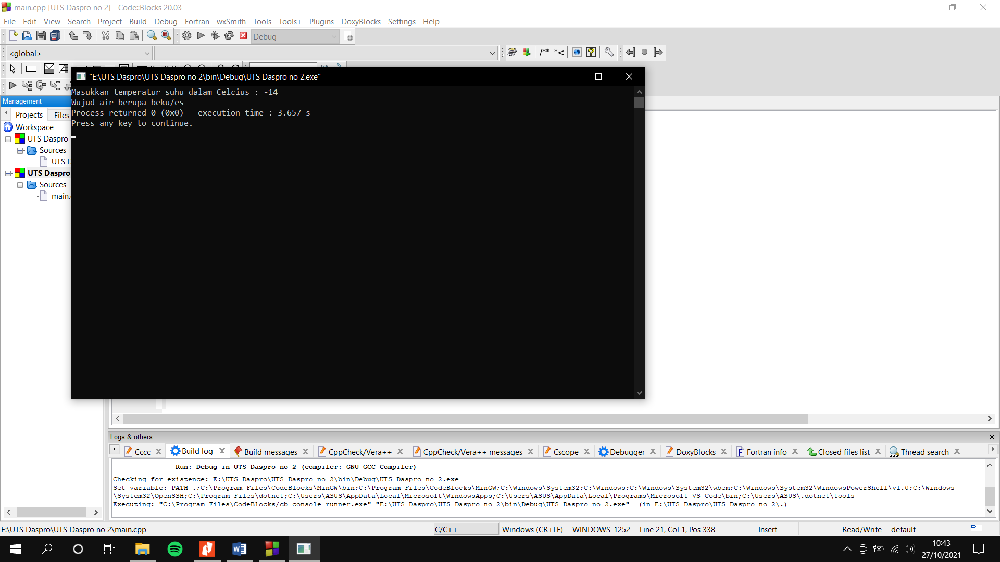 main.cpp [UTS Daspro no 2] - Code::Blocks 20.03
File Edit View Search Project Build Debug Fortran wxSmith Tools Tools+ Plugins DoxyBlocks Settings Help
Debug
<global>
/** *<
"E:\UTS Daspro\UTS Daspro no 2\bin\Debug\UTS Daspro no 2.exe"
Masukkan temperatur suhu dalam Celcius : -14
Wujud air berupa beku/es
Process returned 0 (0x0)   execution time : 3.657 s
Press any key to continue.
Management
Projects Files
Workspace
UTS Daspro
Sources
UTS D
UTS Daspro
Sources
main.
Logs & others
Cccc Build log Build messages CppCheck/Vera++ CppCheck/Vera++ messages Cscope Debugger DoxyBlocks Fortran info Closed files list Thread search
-------------- Run: Debug in UTS Daspro no 2 (compiler: GNU GCC Compiler)---------------
Checking for existence: E:\UTS Daspro\UTS Daspro no 2\bin\Debug\UTS Daspro no 2.exe
Set variable: PATH=.;C:\Program Files\CodeBlocks\MinGW\bin;C:\Program Files\CodeBlocks\MinGW;C:\Windows\System32;C:\Windows;C:\Windows\System32\wbem;C:\Windows\System32\WindowsPowerShell\v1.0;C:\Windows
\System32\OpenSSH;C:\Program Files\dotnet;C:\Users\ASUS\AppData\Local\Microsoft\WindowsApps;C:\Users\ASUS\AppData\Local\Programs\Microsoft VS Code\bin;C:\Users\ASUS\.dotnet\tools
Executing: "C:\Program Files\CodeBlocks/cb_console_runner.exe" "E:\UTS Daspro\UTS Daspro no 2\bin\Debug\UTS Daspro no 2.exe"  (in E:\UTS Daspro\UTS Daspro no 2\.)
E:\UTS Daspro\UTS Daspro no 2\main.cpp C/C++ Windows (CR+LF) WINDOWS-1252 Line 21, Col 1, Pos 338 Insert Read/Write default
10:43
27/10/2021